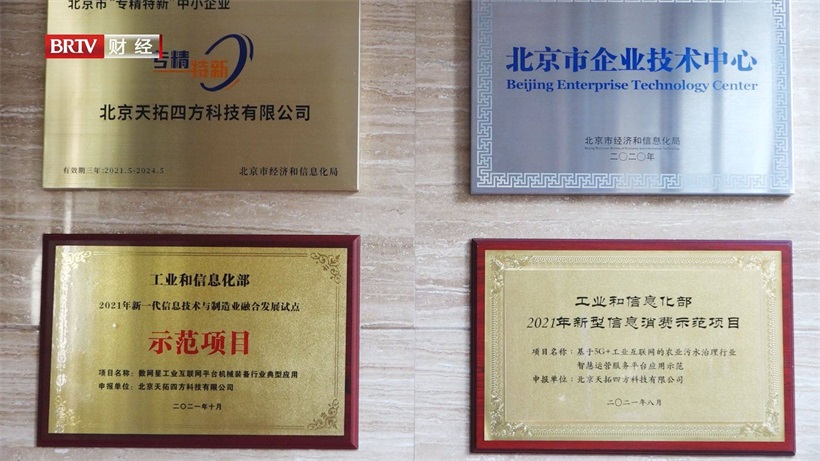 北京市“专精特新”中小企业
BRTV 财经
专精特新
北京天拓四方科技有限公司
有效期三年:2021.5-2024.5
北京市经济和信息化局
北京市企业技术中心
Beijing Enterprise Technology Center
北京市经济和信息化局
二〇二〇年
工业和信息化部
2021年新一代信息技术与制造业融合发展试点
示范项目
项目名称：数网星工业互联网平台机械装备行业典型应用
申报单位：北京天拓四方科技有限公司
二〇二一年十月
工业和信息化部
2021年新型信息消费示范项目
项目名称：基于5G+工业互联网的农业污水治理行业
智慧运营服务平台应用示范
申报单位：北京天拓四方科技有限公司
二〇二一年八月